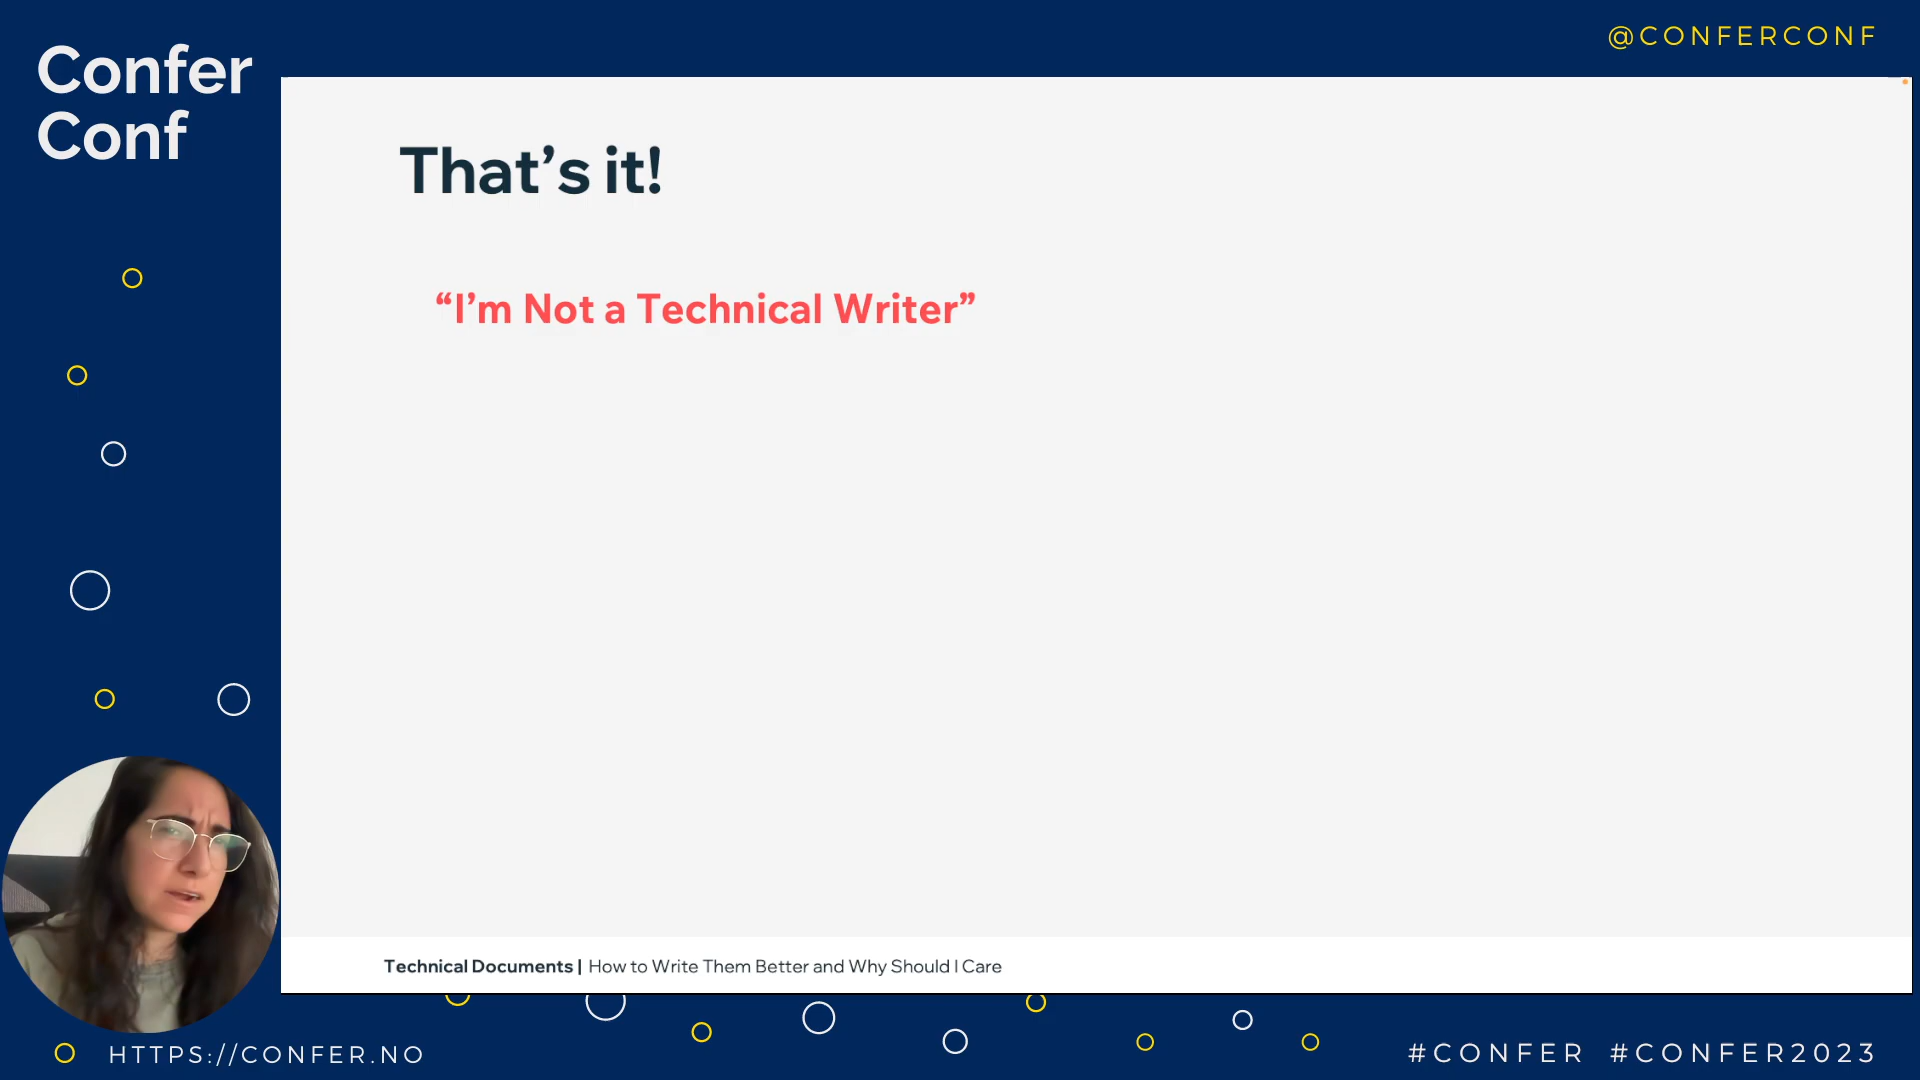 Confer
Conf
@CONFERCONF
That’s it!
“I’m Not a Technical Writer”
Technical Documents | How to Write Them Better and Why Should I Care
HTTPS://CONFER.NO
#CONFER #CONFER2023